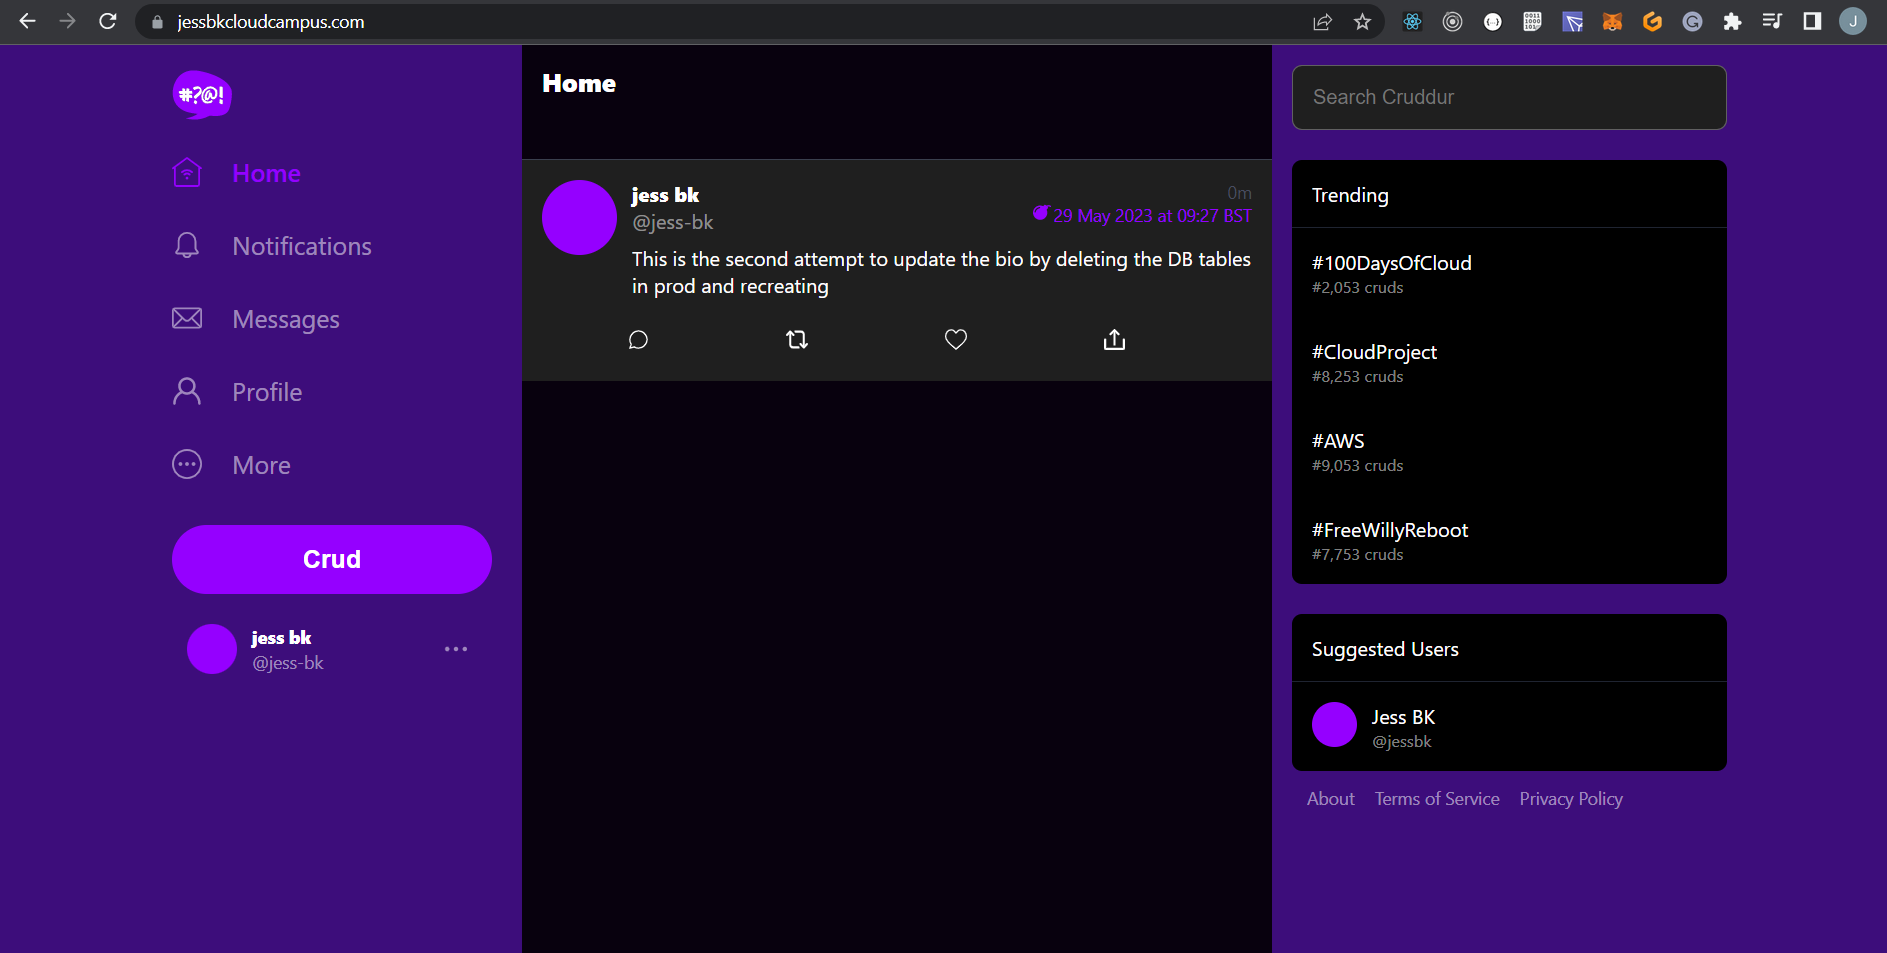 jessbkcloudcampus.com
J
#?@!
Home
Notifications
Messages
Profile
More
Crud
jess bk
@jess-bk
Home
jess bk
@jess-bk
0m
29 May 2023 at 09:27 BST
This is the second attempt to update the bio by deleting the DB tables
in prod and recreating
Search Cruddur
Trending
#100DaysOfCloud
#2,053 cruds
#CloudProject
#8,253 cruds
#AWS
#9,053 cruds
#FreeWillyReboot
#7,753 cruds
Suggested Users
Jess BK
@jessbk
About Terms of Service Privacy Policy